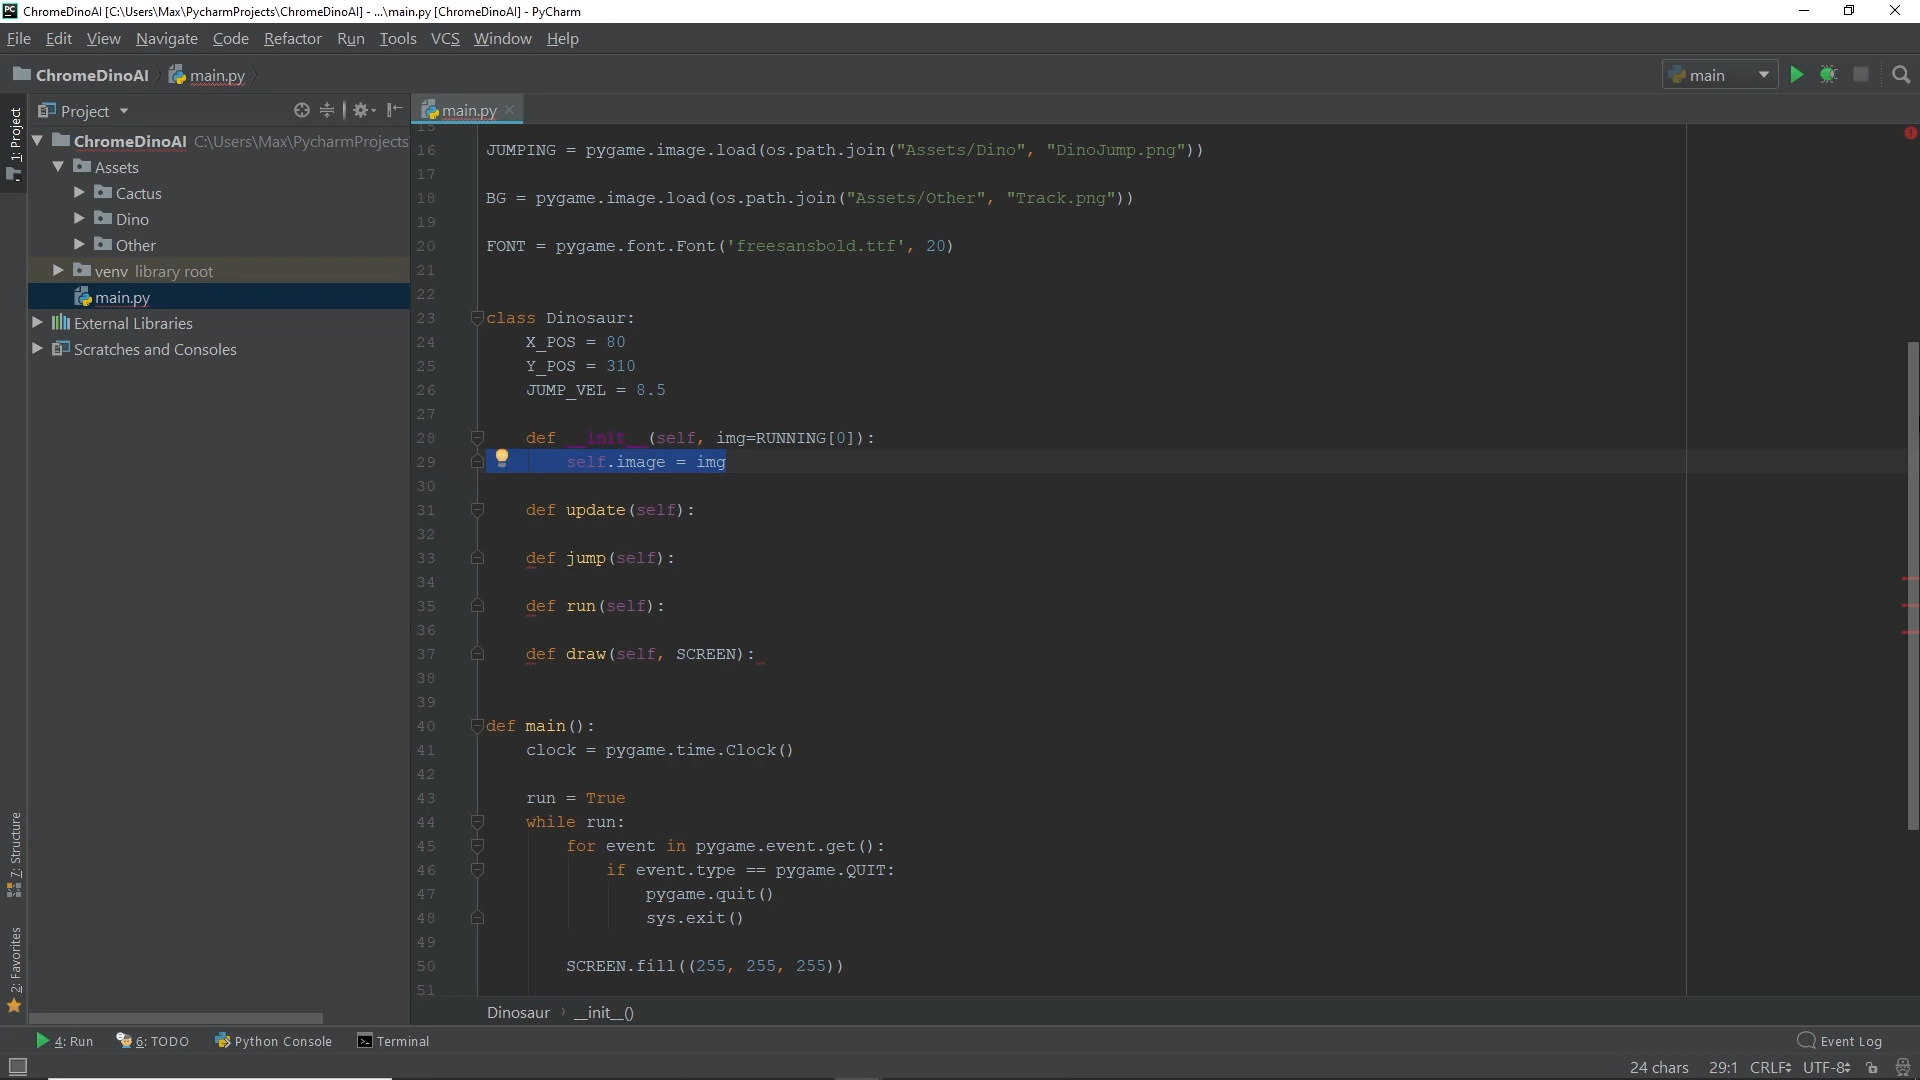 ChromeDinoAI [C:\Users\Max\PycharmProjects\ChromeDinoAI] - ...\main.py [ChromeDinoAI] - PyCharm
File Edit View Navigate Code Refactor Run Tools VCS Window Help
ChromeDinoAI main.py main
1: Project
Project
ChromeDinoAI C:\Users\Max\PycharmProjects
Assets
Cactus
Dino
Other
venv library root
main.py
External Libraries
Scratches and Consoles
7: Structure
2: Favorites
main.py
15
16 JUMPING = pygame.image.load(os.path.join("Assets/Dino", "DinoJump.png"))
17
18 BG = pygame.image.load(os.path.join("Assets/Other", "Track.png"))
19
20 FONT = pygame.font.Font('freesansbold.ttf', 20)
21
22
23 class Dinosaur:
24     X_POS = 80
25     Y_POS = 310
26     JUMP_VEL = 8.5
27
28     def __init__(self, img=RUNNING[0]):
29         self.image = img
30
31     def update(self):
32
33     def jump(self):
34
35     def run(self):
36
37     def draw(self, SCREEN):
38
39
40 def main():
41     clock = pygame.time.Clock()
42
43     run = True
44     while run:
45         for event in pygame.event.get():
46             if event.type == pygame.QUIT:
47                 pygame.quit()
48                 sys.exit()
49
50         SCREEN.fill((255, 255, 255))
51
Dinosaur › __init__()
4: Run 6: TODO Python Console Terminal Event Log
24 chars 29:1 CRLF UTF-8